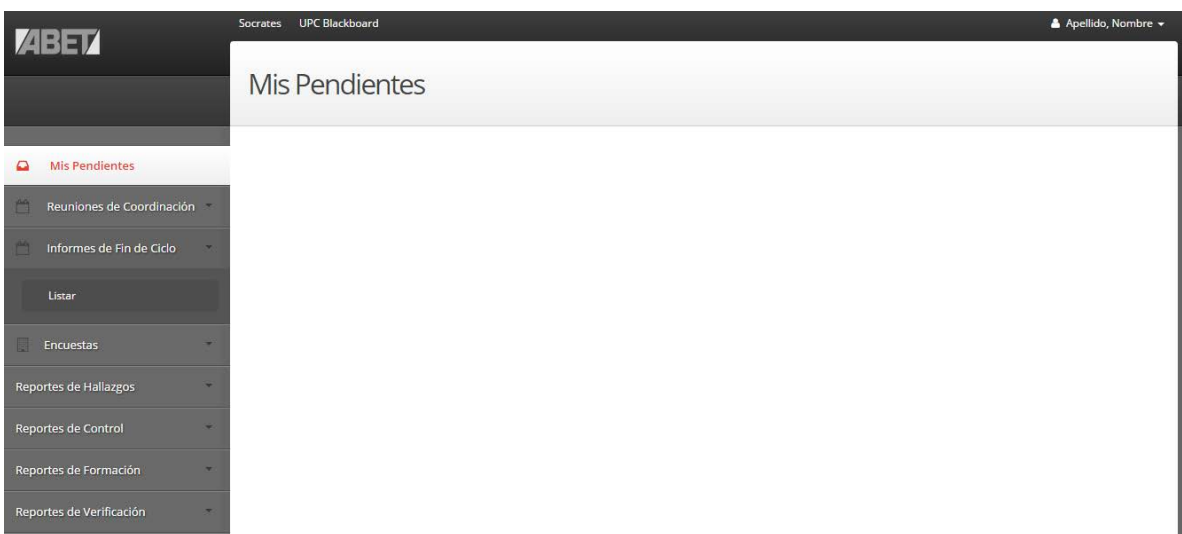 ABET
Socrates UPC Blackboard Apellido, Nombre
Mis Pendientes
Mis Pendientes
Reuniones de Coordinación
Informes de Fin de Ciclo
Listar
Encuestas
Reportes de Hallazgos
Reportes de Control
Reportes de Formación
Reportes de Verificación